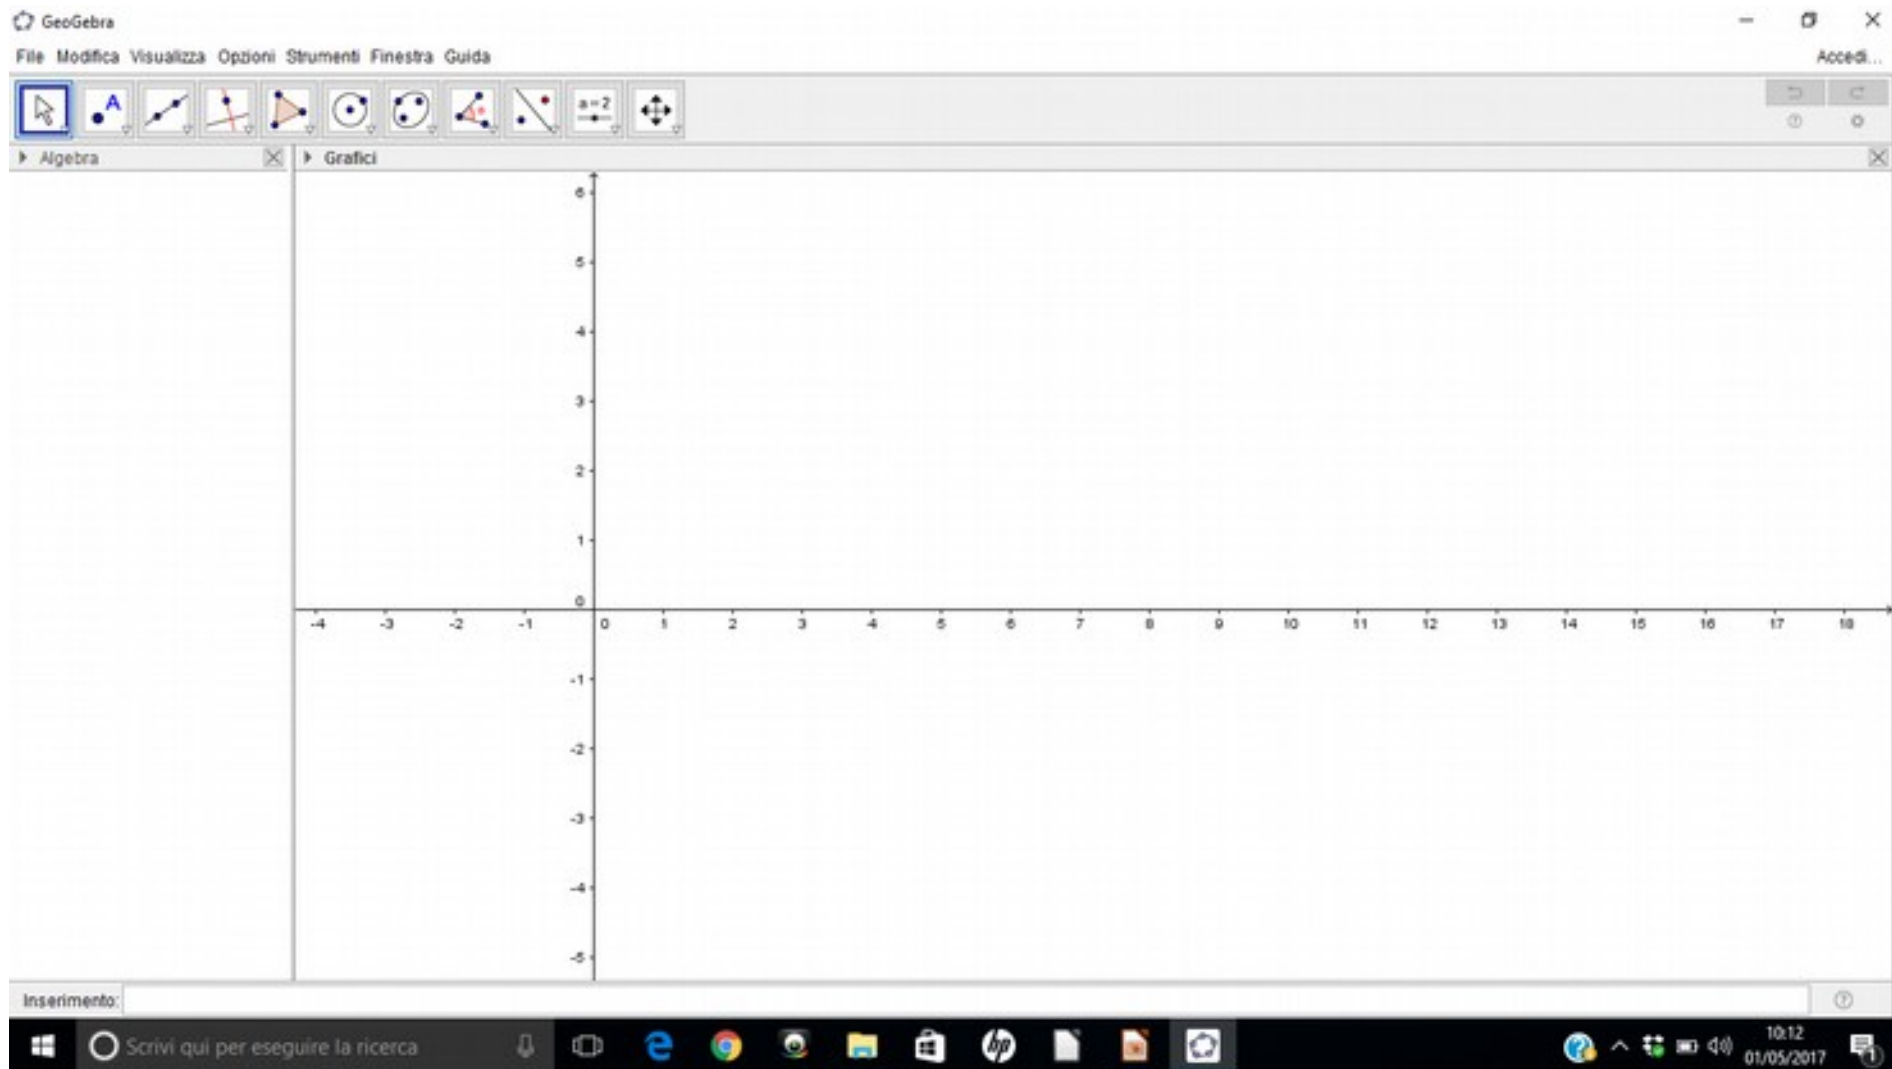 GeoGebra
File Modifica Visualizza Opzioni Strumenti Finestra Guida Accedi...
A a=2
Algebra Grafici
6
5
4
3
2
1
0
-4 -3 -2 -1 0 1 2 3 4 5 6 7 8 9 10 11 12 13 14 15 16 17 18
-1
-2
-3
-4
-5
Inserimento:
Scrivi qui per eseguire la ricerca
hp
10:12
01/05/2017
1